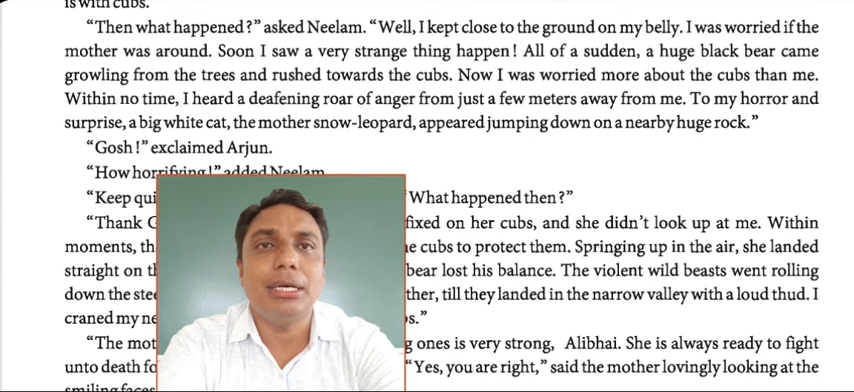 is with cubs.
“Then what happened?” asked Neelam. “Well, I kept close to the ground on my belly. I was worried if the
mother was around. Soon I saw a very strange thing happen! All of a sudden, a huge black bear came
growling from the trees and rushed towards the cubs. Now I was worried more about the cubs than me.
Within no time, I heard a deafening roar of anger from just a few meters away from me. To my horror and
surprise, a big white cat, the mother snow-leopard, appeared jumping down on a nearby huge rock.”
“Gosh!” exclaimed Arjun.
“How horrifying!” added Neelam
“Keep What happened then?”
“Thank fixed on her cubs, and she didn’t look up at me. Within
moments, cubs to protect them. Springing up in the air, she landed
straight on bear lost his balance. The violent wild beasts went rolling
down the till they landed in the narrow valley with a loud thud. I
craned my
“The ones is very strong, Alibhai. She is always ready to fight
unto death “Yes, you are right,” said the mother lovingly looking at the
smiling faces